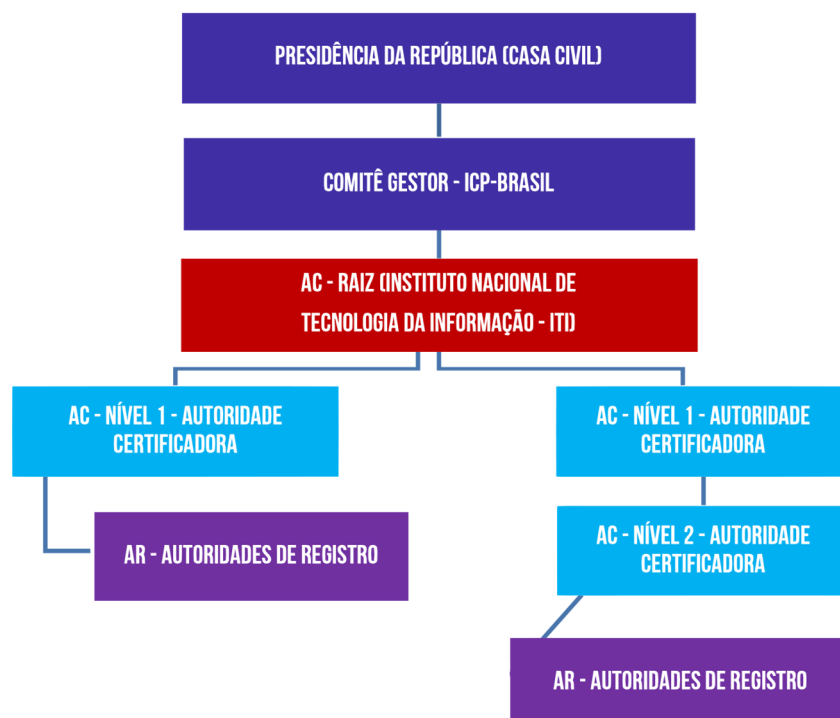 PRESIDÊNCIA DA REPÚBLICA (CASA CIVIL)
COMITÊ GESTOR - ICP-BRASIL
AC - RAIZ (INSTITUTO NACIONAL DE
TECNOLOGIA DA INFORMAÇÃO - ITI)
AC - NÍVEL 1 - AUTORIDADE
CERTIFICADORA
AR - AUTORIDADES DE REGISTRO
AC - NÍVEL 1 - AUTORIDADE
CERTIFICADORA
AC - NÍVEL 2 - AUTORIDADE
CERTIFICADORA
AR - AUTORIDADES DE REGISTRO